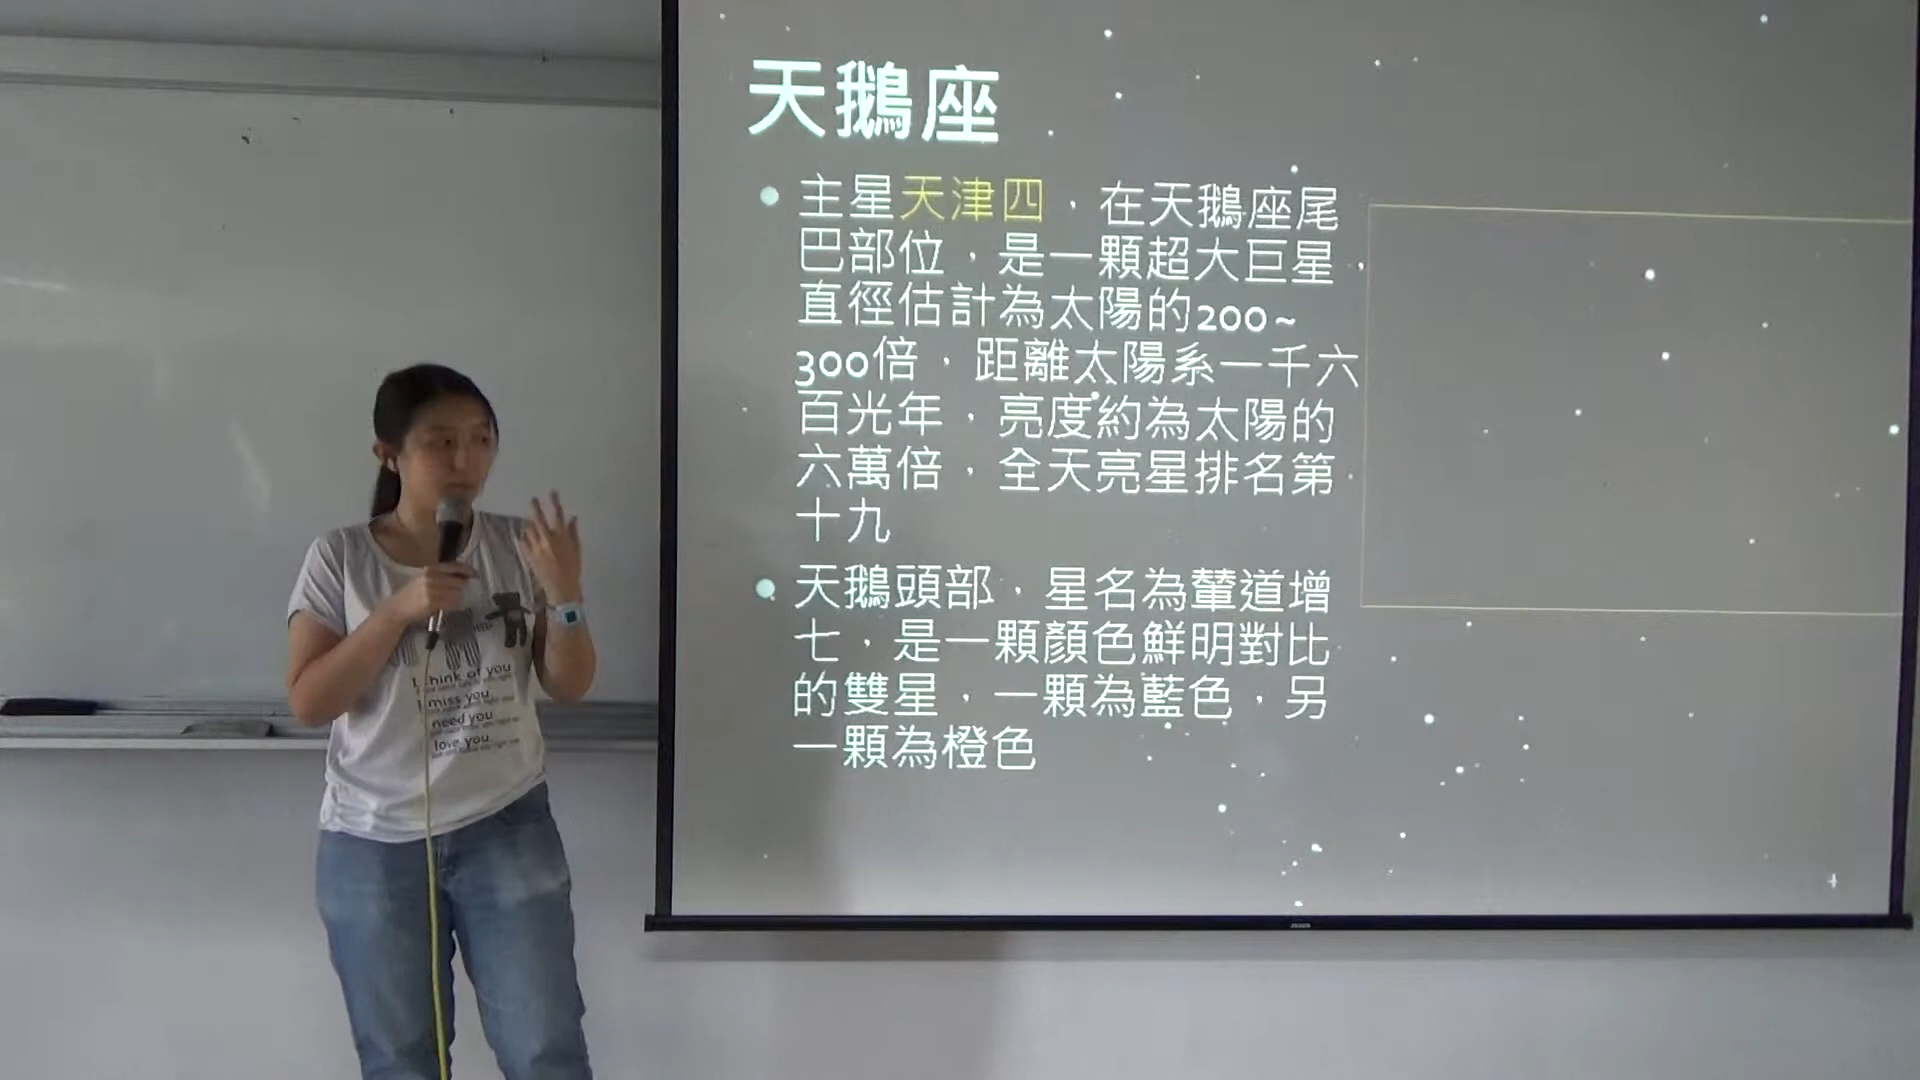 天鵝座
主星天津四，在天鵝座尾
巴部位，是一顆超大巨星，
直徑估計為太陽的200~
300倍，距離太陽系一千六
百光年，亮度約為太陽的
六萬倍，全天亮星排名第
十九
天鵝頭部，星名為輦道增
七，是一顆顏色鮮明對比
的雙星，一顆為藍色，另
一顆為橙色
I think of you
I miss you
need you
love you